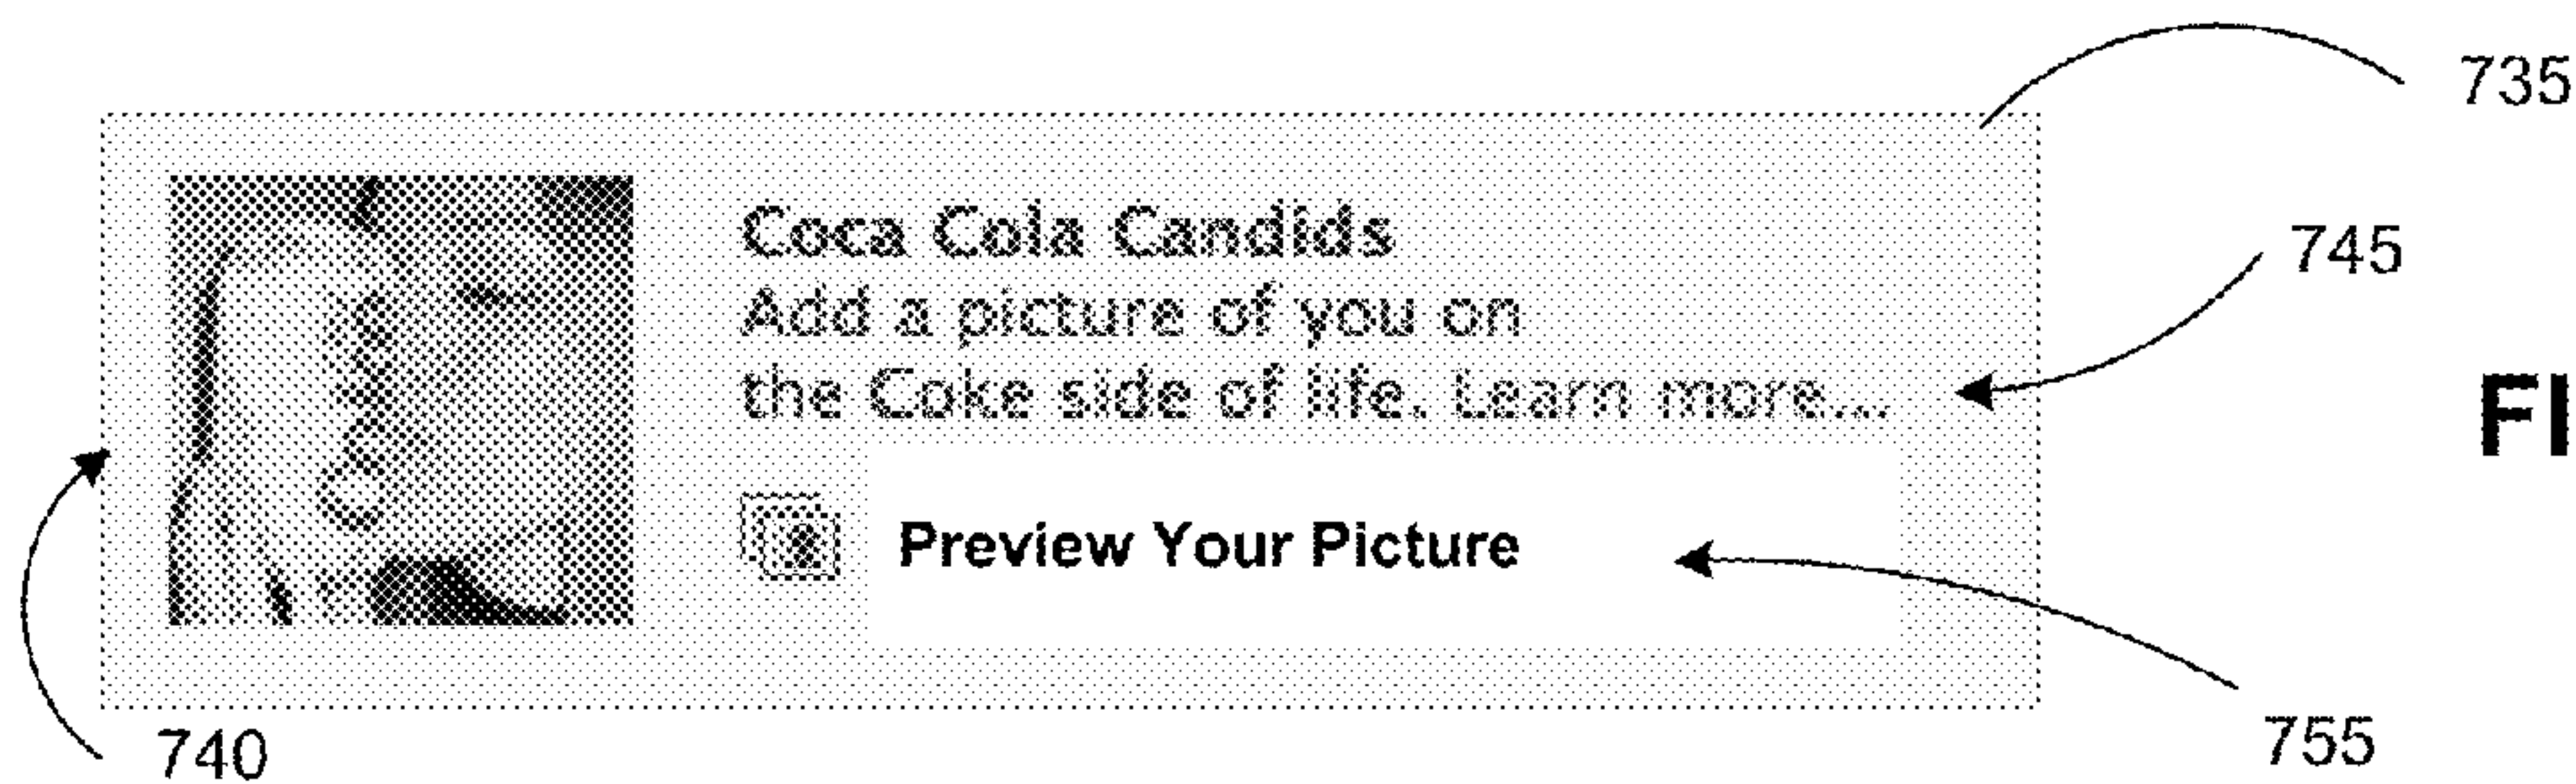 735
Coca Cola Candids
745
Add a picture of you on
the Coke side of life. Learn more...
FI
Preview Your Picture
740
755